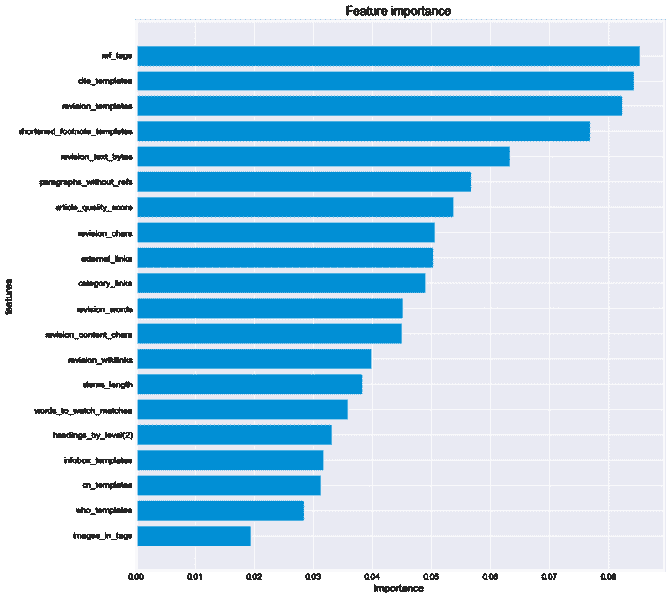 Feature importance
ref_tags
cite_templates
revision_templates
shortened_footnote_templates
revision_text_bytes
paragraphs_without_refs
article_quality_score
revision_chars
external_links
category_links
revision_words
revision_content_chars
revision_wikilinks
stems_length
words_to_watch_matches
headings_by_level(2)
infobox_templates
cn_templates
who_templates
images_in_tags
features
0.00 0.01 0.02 0.03 0.04 0.05 0.06 0.07 0.08
importance